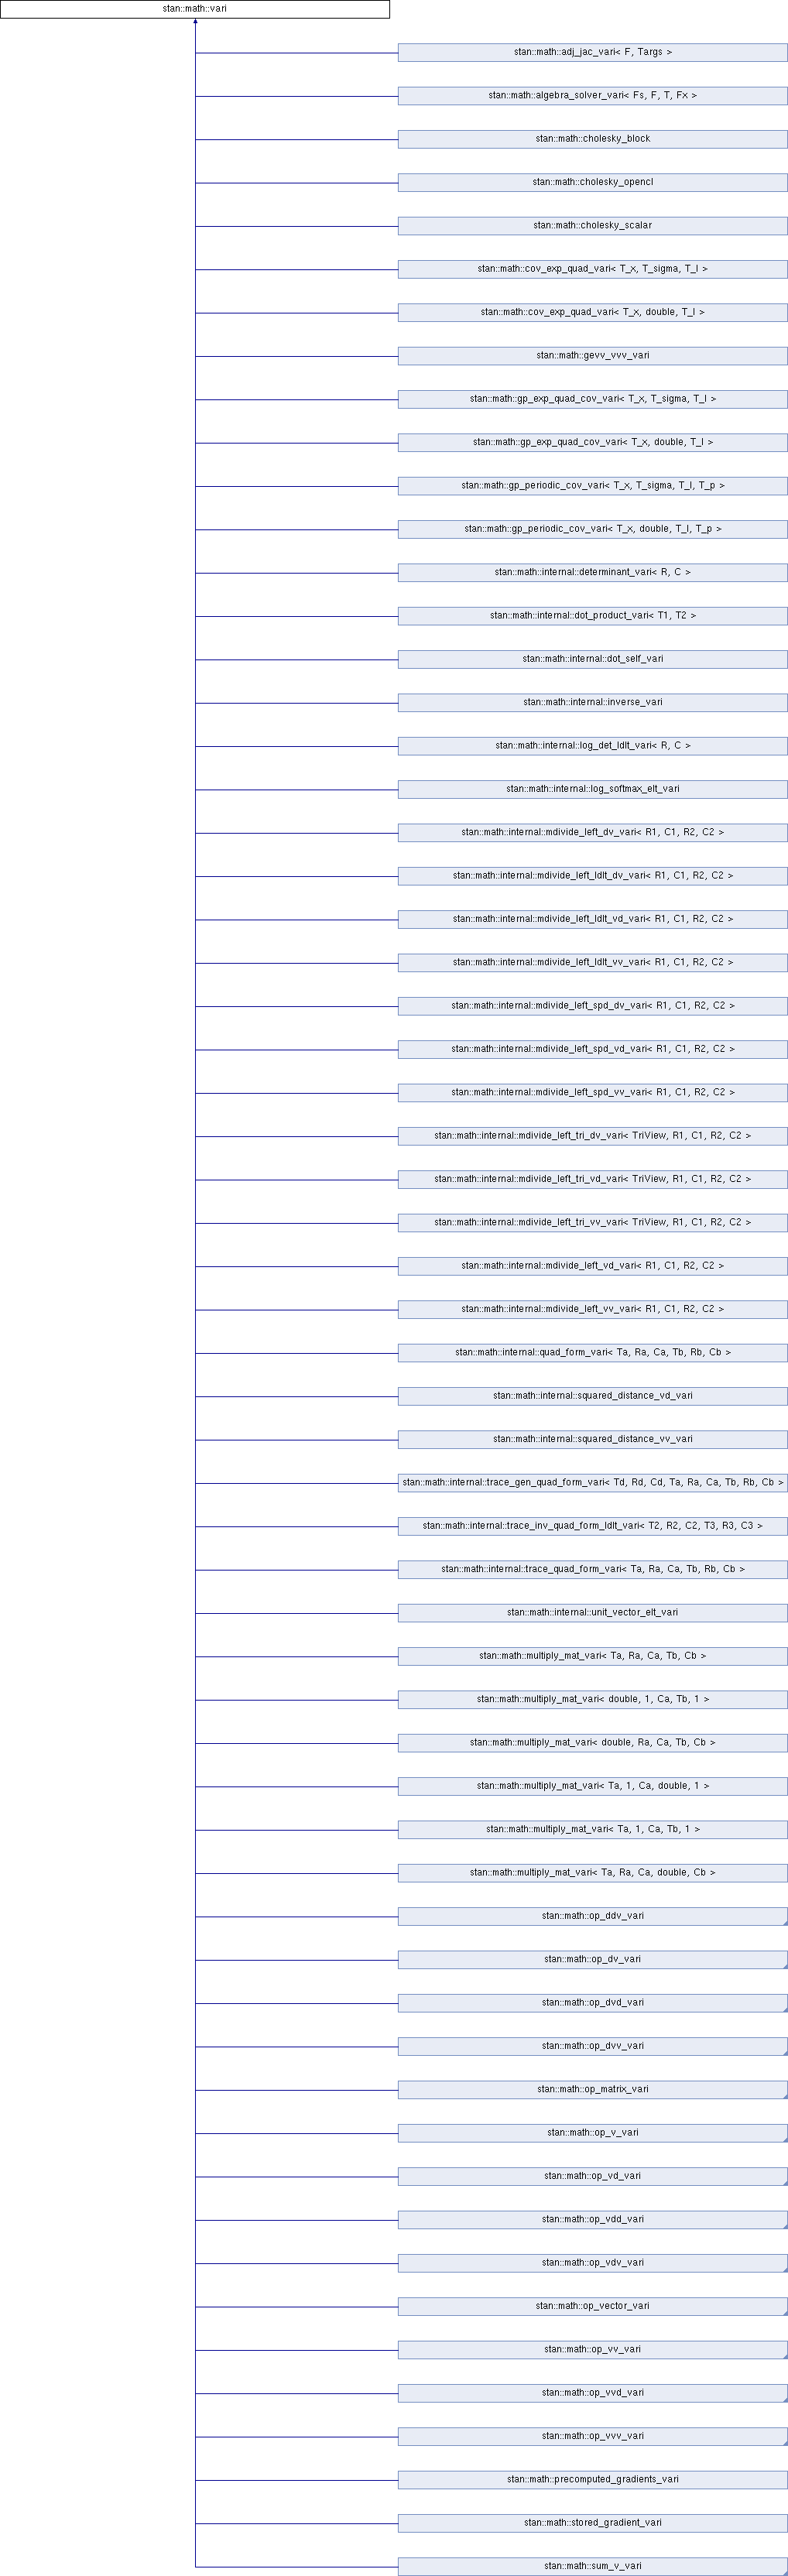 stan::math::vari
stan::math::adj_jac_vari< F, Targs >
stan::math::algebra_solver_vari< Fs, F, T, Fx >
stan::math::cholesky_block
stan::math::cholesky_opencl
stan::math::cholesky_scalar
stan::math::cov_exp_quad_vari< T_x, T_sigma, T_l >
stan::math::cov_exp_quad_vari< T_x, double, T_l >
stan::math::gevv_vvv_vari
stan::math::gp_exp_quad_cov_vari< T_x, T_sigma, T_l >
stan::math::gp_exp_quad_cov_vari< T_x, double, T_l >
stan::math::gp_periodic_cov_vari< T_x, T_sigma, T_l, T_p >
stan::math::gp_periodic_cov_vari< T_x, double, T_l, T_p >
stan::math::internal::determinant_vari< R, C >
stan::math::internal::dot_product_vari< T1, T2 >
stan::math::internal::dot_self_vari
stan::math::internal::inverse_vari
stan::math::internal::log_det_ldlt_vari< R, C >
stan::math::internal::log_softmax_elt_vari
stan::math::internal::mdivide_left_dv_vari< R1, C1, R2, C2 >
stan::math::internal::mdivide_left_ldlt_dv_vari< R1, C1, R2, C2 >
stan::math::internal::mdivide_left_ldlt_vd_vari< R1, C1, R2, C2 >
stan::math::internal::mdivide_left_ldlt_vv_vari< R1, C1, R2, C2 >
stan::math::internal::mdivide_left_spd_dv_vari< R1, C1, R2, C2 >
stan::math::internal::mdivide_left_spd_vd_vari< R1, C1, R2, C2 >
stan::math::internal::mdivide_left_spd_vv_vari< R1, C1, R2, C2 >
stan::math::internal::mdivide_left_tri_dv_vari< TriView, R1, C1, R2, C2 >
stan::math::internal::mdivide_left_tri_vd_vari< TriView, R1, C1, R2, C2 >
stan::math::internal::mdivide_left_tri_vv_vari< TriView, R1, C1, R2, C2 >
stan::math::internal::mdivide_left_vd_vari< R1, C1, R2, C2 >
stan::math::internal::mdivide_left_vv_vari< R1, C1, R2, C2 >
stan::math::internal::quad_form_vari< Ta, Ra, Ca, Tb, Rb, Cb >
stan::math::internal::squared_distance_vd_vari
stan::math::internal::squared_distance_vv_vari
stan::math::internal::trace_gen_quad_form_vari< Td, Rd, Cd, Ta, Ra, Ca, Tb, Rb, Cb >
stan::math::internal::trace_inv_quad_form_ldlt_vari< T2, R2, C2, T3, R3, C3 >
stan::math::internal::trace_quad_form_vari< Ta, Ra, Ca, Tb, Rb, Cb >
stan::math::internal::unit_vector_elt_vari
stan::math::multiply_mat_vari< Ta, Ra, Ca, Tb, Cb >
stan::math::multiply_mat_vari< double, 1, Ca, Tb, 1 >
stan::math::multiply_mat_vari< double, Ra, Ca, Tb, Cb >
stan::math::multiply_mat_vari< Ta, 1, Ca, double, 1 >
stan::math::multiply_mat_vari< Ta, 1, Ca, Tb, 1 >
stan::math::multiply_mat_vari< Ta, Ra, Ca, double, Cb >
stan::math::op_ddv_vari
stan::math::op_dv_vari
stan::math::op_dvd_vari
stan::math::op_dvv_vari
stan::math::op_matrix_vari
stan::math::op_v_vari
stan::math::op_vd_vari
stan::math::op_vdd_vari
stan::math::op_vdv_vari
stan::math::op_vector_vari
stan::math::op_vv_vari
stan::math::op_vvd_vari
stan::math::op_vvv_vari
stan::math::precomputed_gradients_vari
stan::math::stored_gradient_vari
stan::math::sum_v_vari